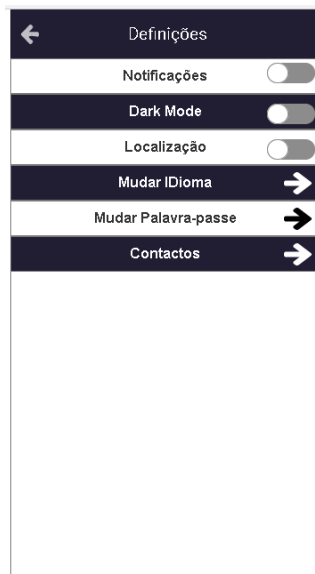 Definições
Notificações
Dark Mode
Localização
Mudar IDioma
Mudar Palavra-passe
Contactos